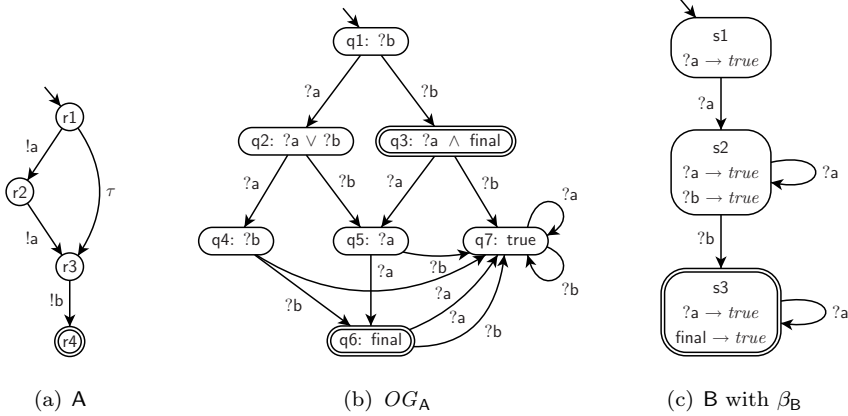 r1
!a
r2
τ
!a
r3
!b
r4
(a) A
q1: ?b
?a
?b
q2: ?a ∨ ?b
q3: ?a ∧ final
?a
?b
?a
?b
?a
q4: ?b
q5: ?a
q7: true
?b
?a
?b
?b
?a
?a
?b
q6: final
(b) OG_A
s1
?a → true
?a
s2
?a → true
?b → true
?a
?b
s3
?a → true
final → true
?a
(c) B with β_B